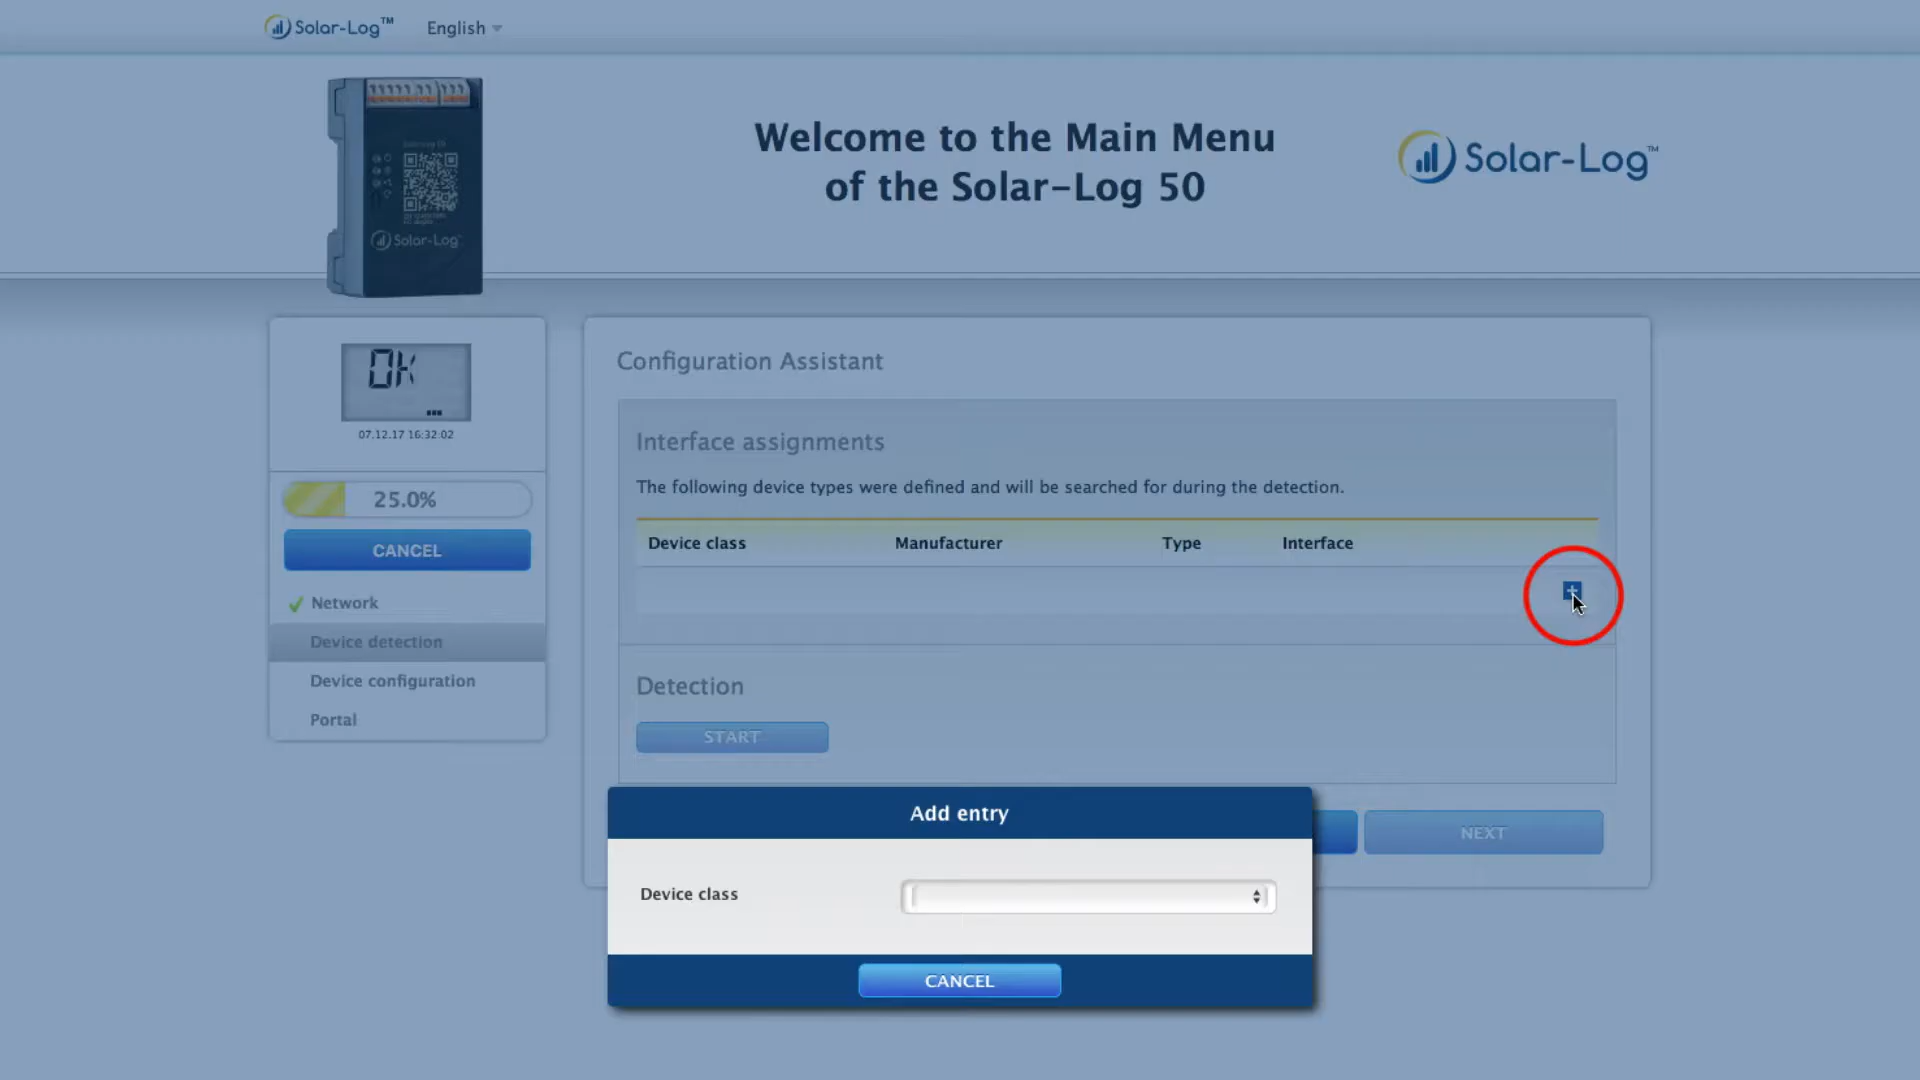 Solar-Log™
English
Welcome to the Main Menu
of the Solar-Log 50
Solar-Log™
Solar-Log
OK
07.12.17 16:32:02
25.0%
CANCEL
Network
Device detection
Device configuration
Portal
Configuration Assistant
Interface assignments
The following device types were defined and will be searched for during the detection.
Device class Manufacturer Type Interface
Detection
START
NEXT
Add entry
Device class
CANCEL